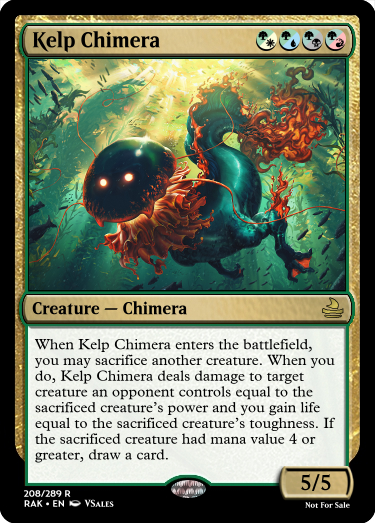 Kelp Chimera
Creature — Chimera
When Kelp Chimera enters the battlefield,
you may sacrifice another creature. When you
do, Kelp Chimera deals damage to target
creature an opponent controls equal to the
sacrificed creature's power and you gain life
equal to the sacrificed creature's toughness. If
the sacrificed creature had mana value 4 or
greater, draw a card.
5/5
208/289 R
RAK • EN VSales
Not For Sale